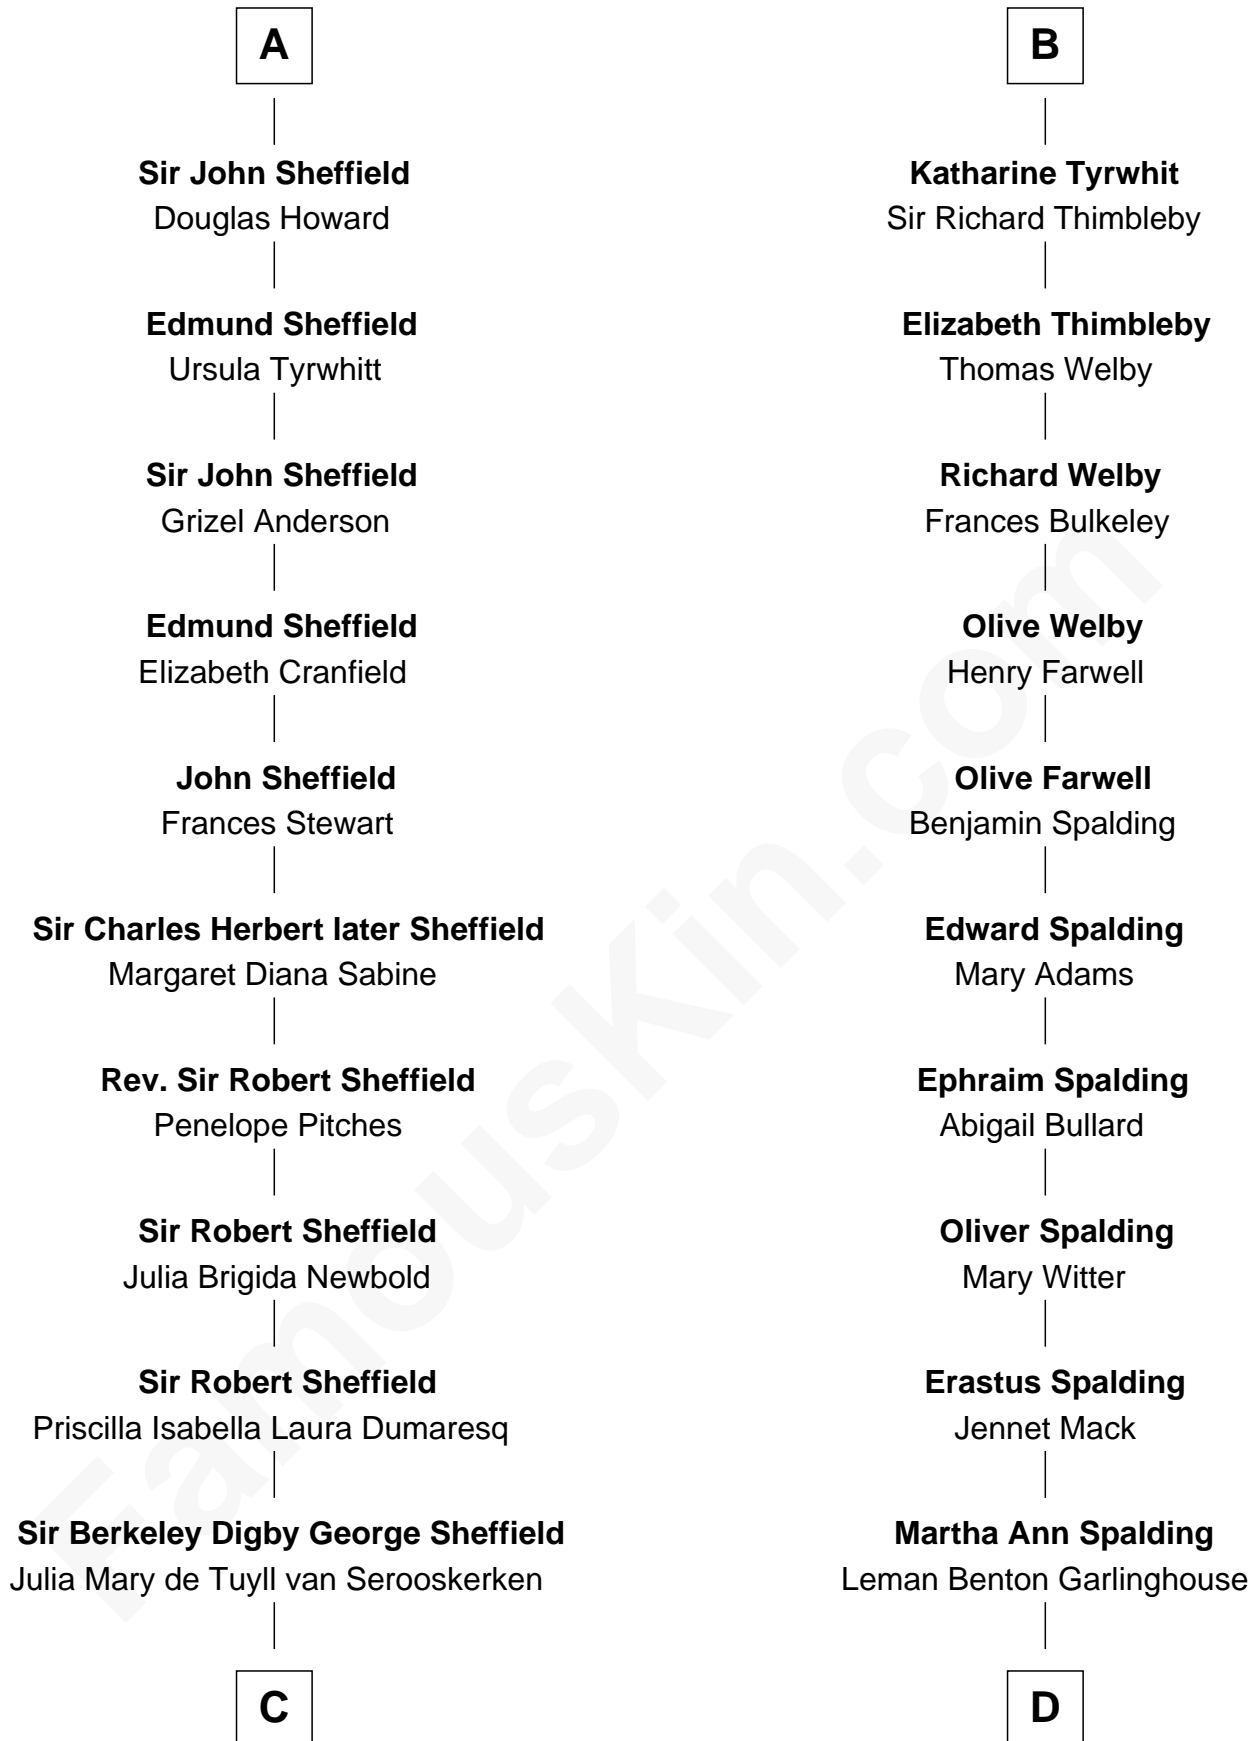 A
Sir John Sheffield
Douglas Howard
Edmund Sheffield
Ursula Tyrwhitt
Sir John Sheffield
Grizel Anderson
Edmund Sheffield
Elizabeth Cranfield
John Sheffield
Frances Stewart
Sir Charles Herbert later Sheffield
Margaret Diana Sabine
Rev. Sir Robert Sheffield
Penelope Pitches
Sir Robert Sheffield
Julia Brigida Newbold
Sir Robert Sheffield
Priscilla Isabella Laura Dumaresq
Sir Berkeley Digby George Sheffield
Julia Mary de Tuyll van Serooskerken
C
B
Katharine Tyrwhit
Sir Richard Thimbleby
Elizabeth Thimbleby
Thomas Welby
Richard Welby
Frances Bulkeley
Olive Welby
Henry Farwell
Olive Farwell
Benjamin Spalding
Edward Spalding
Mary Adams
Ephraim Spalding
Abigail Bullard
Oliver Spalding
Mary Witter
Erastus Spalding
Jennet Mack
Martha Ann Spalding
Leman Benton Garlinghouse
D
FamousKin.com